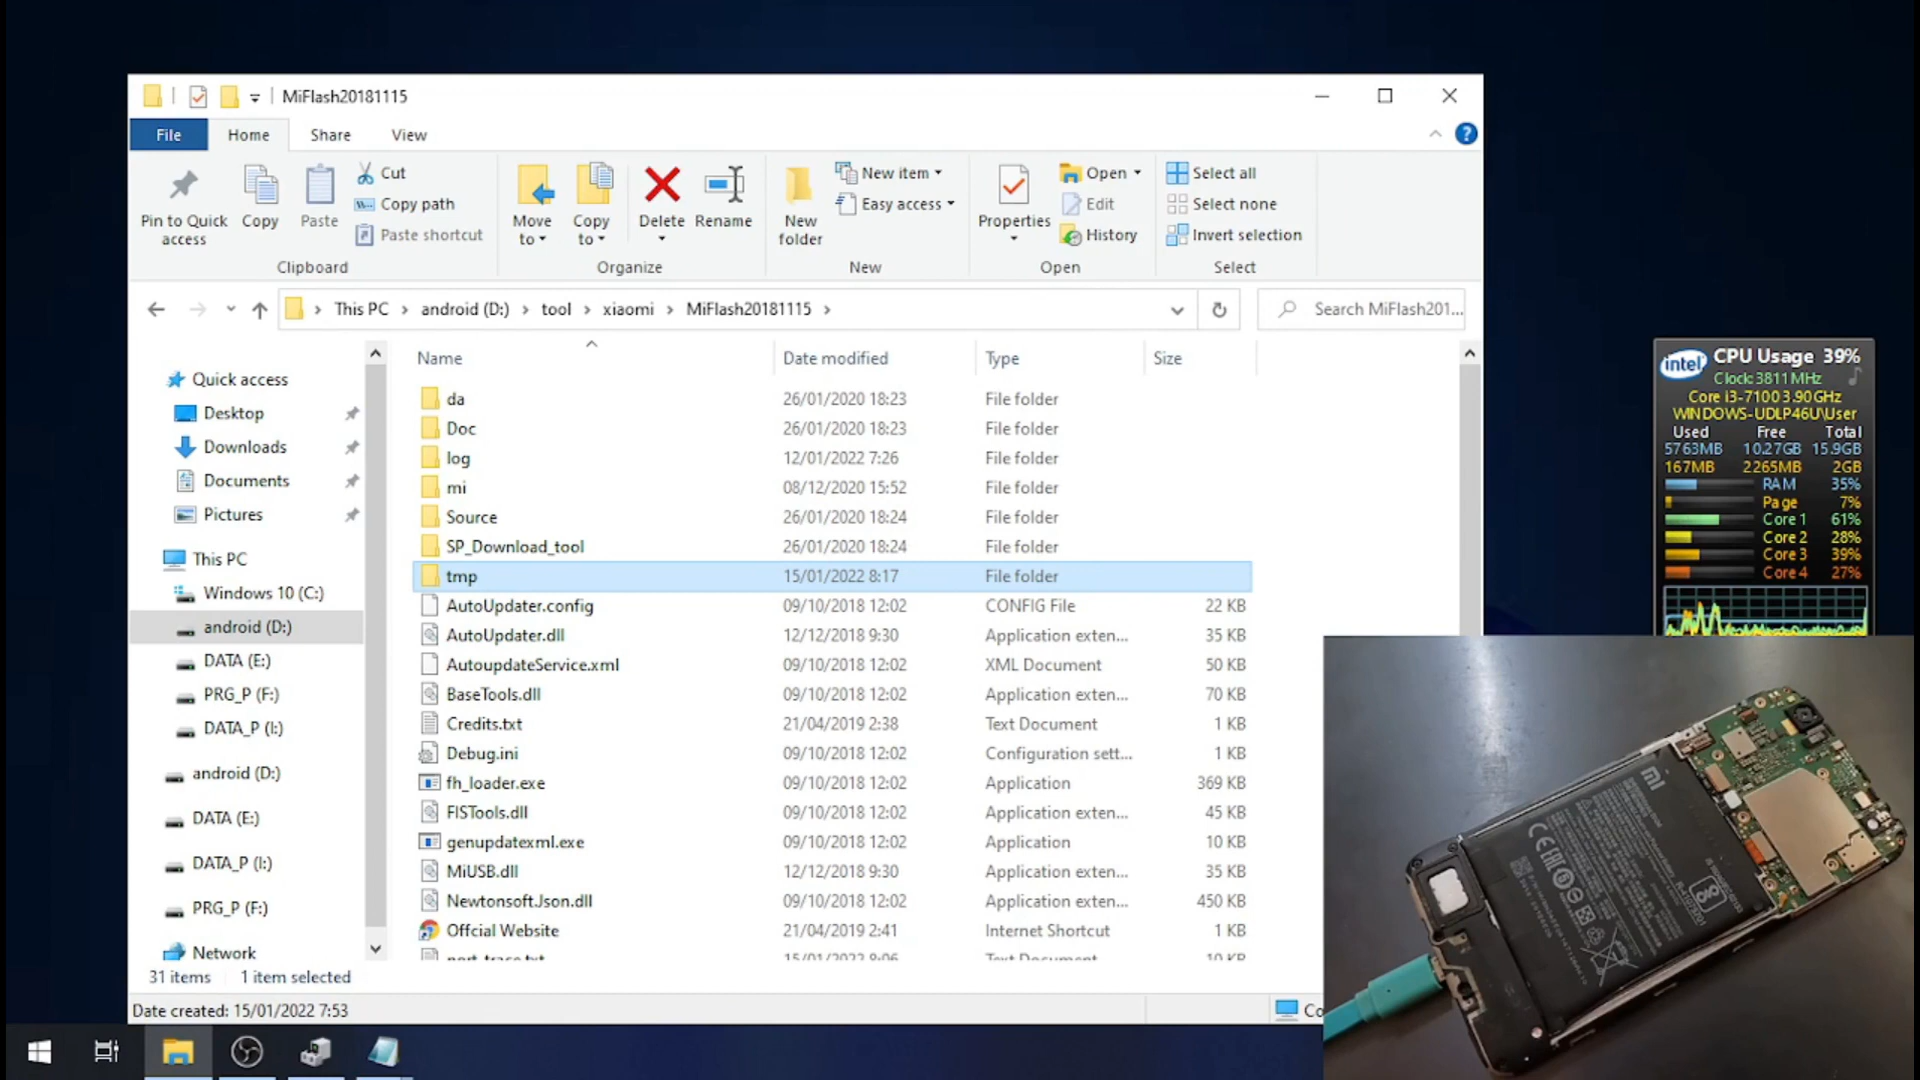 MiFlash20181115
File Home Share View
Pin to Quick access
Copy
Paste
Cut
Copy path
Paste shortcut
Clipboard
Move to
Copy to
Delete
Rename
Organize
New folder
New item
Easy access
New
Properties
Open
Edit
History
Open
Select all
Select none
Invert selection
Select
This PC > android (D:) > tool > xiaomi > MiFlash20181115 >
Search MiFlash201...
Quick access
Desktop
Downloads
Documents
Pictures
This PC
Windows 10 (C:)
android (D:)
DATA (E:)
PRG_P (F:)
DATA_P (I:)
android (D:)
DATA (E:)
DATA_P (I:)
PRG_P (F:)
Network
Name Date modified Type Size
da 26/01/2020 18:23 File folder
Doc 26/01/2020 18:23 File folder
log 12/01/2022 7:26 File folder
mi 08/12/2020 15:52 File folder
Source 26/01/2020 18:24 File folder
SP_Download_tool 26/01/2020 18:24 File folder
tmp 15/01/2022 8:17 File folder
AutoUpdater.config 09/10/2018 12:02 CONFIG File 22 KB
AutoUpdater.dll 12/12/2018 9:30 Application exten... 35 KB
AutoupdateService.xml 09/10/2018 12:02 XML Document 50 KB
BaseTools.dll 09/10/2018 12:02 Application exten... 70 KB
Credits.txt 21/04/2019 2:38 Text Document 1 KB
Debug.ini 09/10/2018 12:02 Configuration sett... 1 KB
fh_loader.exe 09/10/2018 12:02 Application 369 KB
FISTools.dll 09/10/2018 12:02 Application exten... 45 KB
genupdatexml.exe 09/10/2018 12:02 Application 10 KB
MiUSB.dll 12/12/2018 9:30 Application exten... 35 KB
Newtonsoft.Json.dll 09/10/2018 12:02 Application exten... 450 KB
Offcial Website 21/04/2019 2:41 Internet Shortcut 1 KB
port_trace.txt 15/01/2022 8:06 Text Document 10 KB
31 items 1 item selected
Date created: 15/01/2022 7:53
Co
intel CPU Usage 39%
Clock: 3811MHz
Core i3-7100 3.90GHz
WINDOWS-UDLP46U\User
Used Free Total
5763MB 10.27GB 15.9GB
167MB 2265MB 2GB
RAM 35%
Page 7%
Core 1 61%
Core 2 28%
Core 3 39%
Core 4 27%
mi
CE
EAC